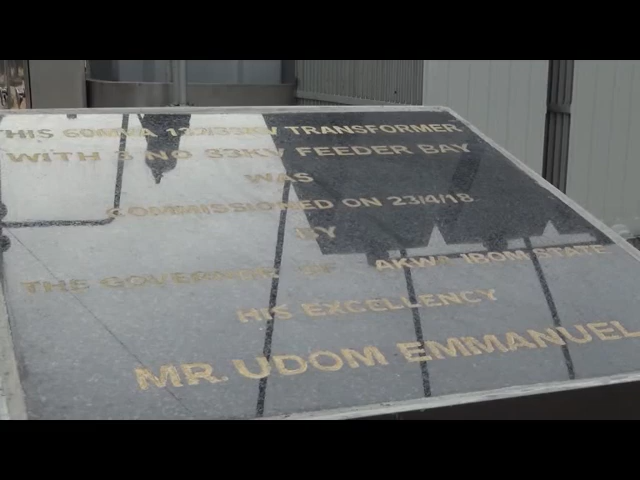 THIS 60MVA 132/33KV TRANSFORMER
WITH 3 NO 33KV FEEDER BAY
WAS
COMMISSIONED ON 23/4/18
BY
THE GOVERNOR OF AKWA IBOM STATE
HIS EXCELLENCY
MR. UDOM EMMANUEL